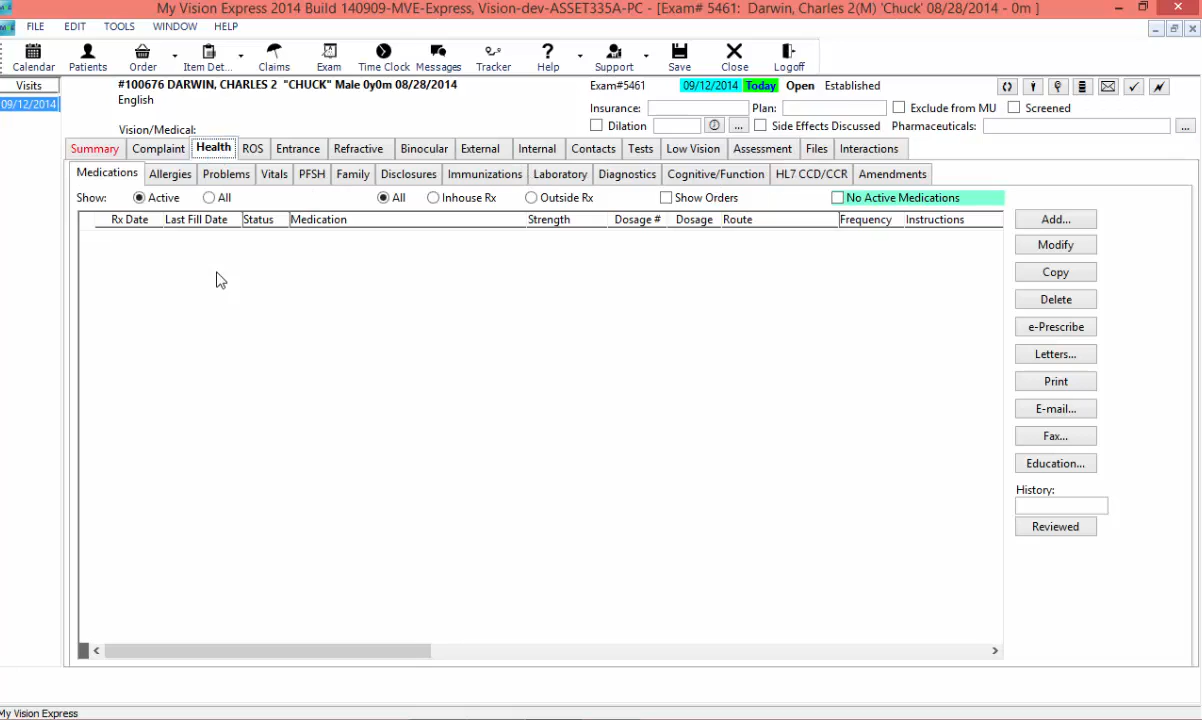 My Vision Express 2014 Build 140909-MVE-Express, Vision-dev-ASSET335A-PC - [Exam# 5461: Darwin, Charles 2(M) 'Chuck' 08/28/2014 - 0m ]
FILE EDIT TOOLS WINDOW HELP
Calendar Patients Order Item Det... Claims Exam Time Clock Messages Tracker Help Support Save Close Logoff
Visits
09/12/2014
#100676 DARWIN, CHARLES 2 "CHUCK" Male 0y0m 08/28/2014 Exam#5461 09/12/2014 Today Open Established
English
Insurance: Plan: Exclude from MU Screened
Vision/Medical: Dilation ... Side Effects Discussed Pharmaceuticals: ...
Summary Complaint Health ROS Entrance Refractive Binocular External Internal Contacts Tests Low Vision Assessment Files Interactions
Medications Allergies Problems Vitals PFSH Family Disclosures Immunizations Laboratory Diagnostics Cognitive/Function HL7 CCD/CCR Amendments
Show: Active All All Inhouse Rx Outside Rx Show Orders No Active Medications
Rx Date Last Fill Date Status Medication Strength Dosage # Dosage Route Frequency Instructions
Add...
Modify
Copy
Delete
e-Prescribe
Letters...
Print
E-mail...
Fax...
Education...
History:
Reviewed
My Vision Express